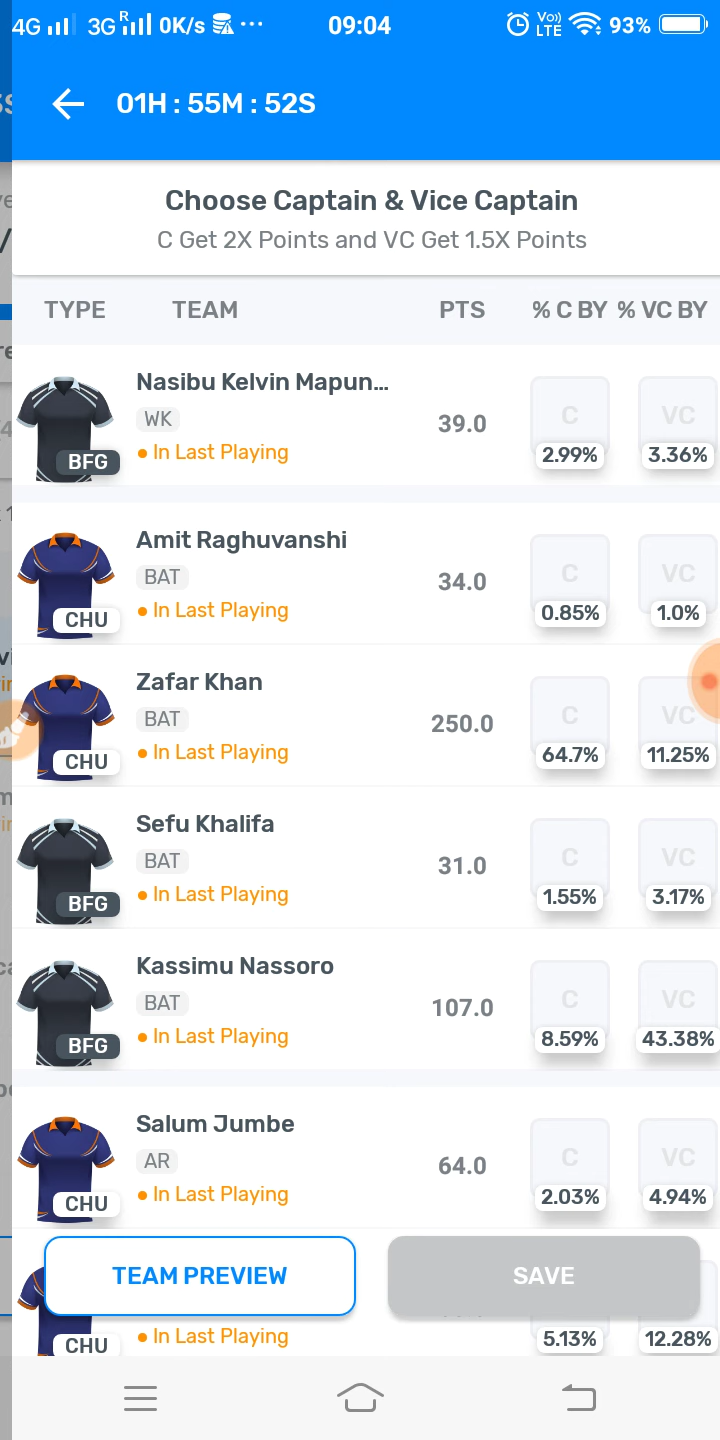 4G 3G R 0K/s ... 09:04 Vo) LTE 93%
01H : 55M : 52S
Choose Captain & Vice Captain
C Get 2X Points and VC Get 1.5X Points
TYPE TEAM PTS % C BY % VC BY
Nasibu Kelvin Mapun...
WK
39.0 C VC
In Last Playing
BFG 2.99% 3.36%
Amit Raghuvanshi
BAT
34.0 C VC
In Last Playing
CHU 0.85% 1.0%
Zafar Khan
BAT
250.0 C VC
In Last Playing
CHU 64.7% 11.25%
Sefu Khalifa
BAT
31.0 C VC
In Last Playing
BFG 1.55% 3.17%
Kassimu Nassoro
BAT
107.0 C VC
In Last Playing
BFG 8.59% 43.38%
Salum Jumbe
AR
64.0 C VC
In Last Playing
CHU 2.03% 4.94%
TEAM PREVIEW SAVE
In Last Playing
CHU 5.13% 12.28%